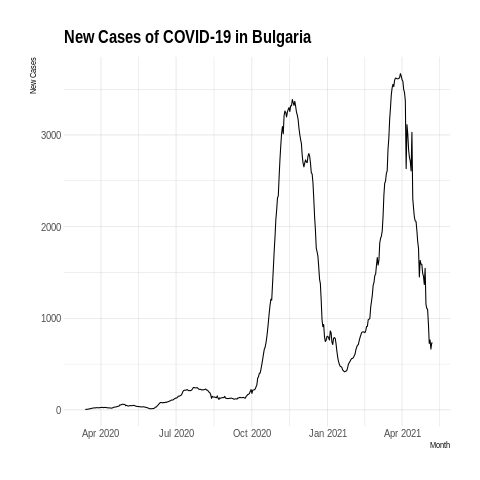 New Cases of COVID-19 in Bulgaria
New Cases
3000
2000
1000
0
Apr 2020 Jul 2020 Oct 2020 Jan 2021 Apr 2021
Month